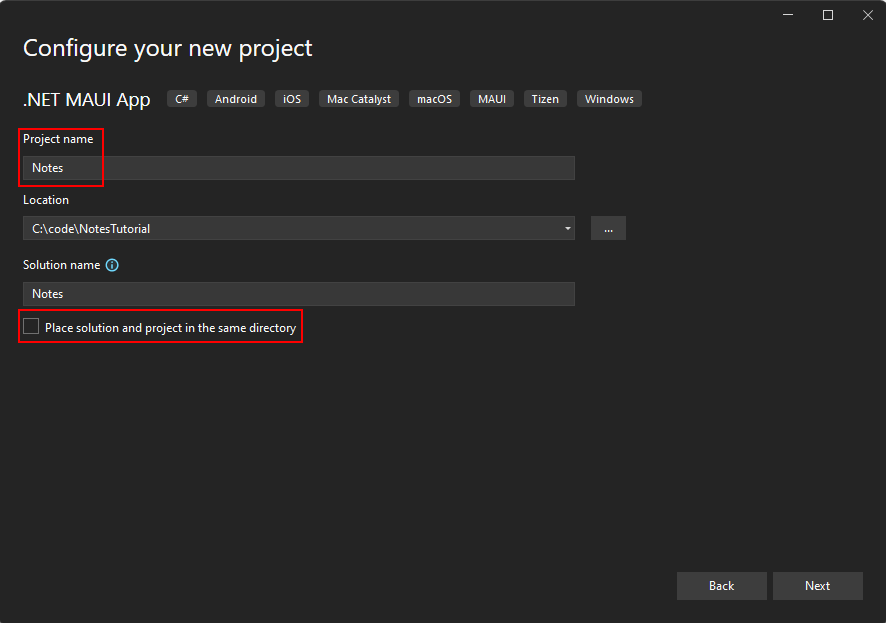 Configure your new project
.NET MAUI App C# Android iOS Mac Catalyst macOS MAUI Tizen Windows
Project name
Notes
Location
C:\code\NotesTutorial ...
Solution name
Notes
Place solution and project in the same directory
Back Next